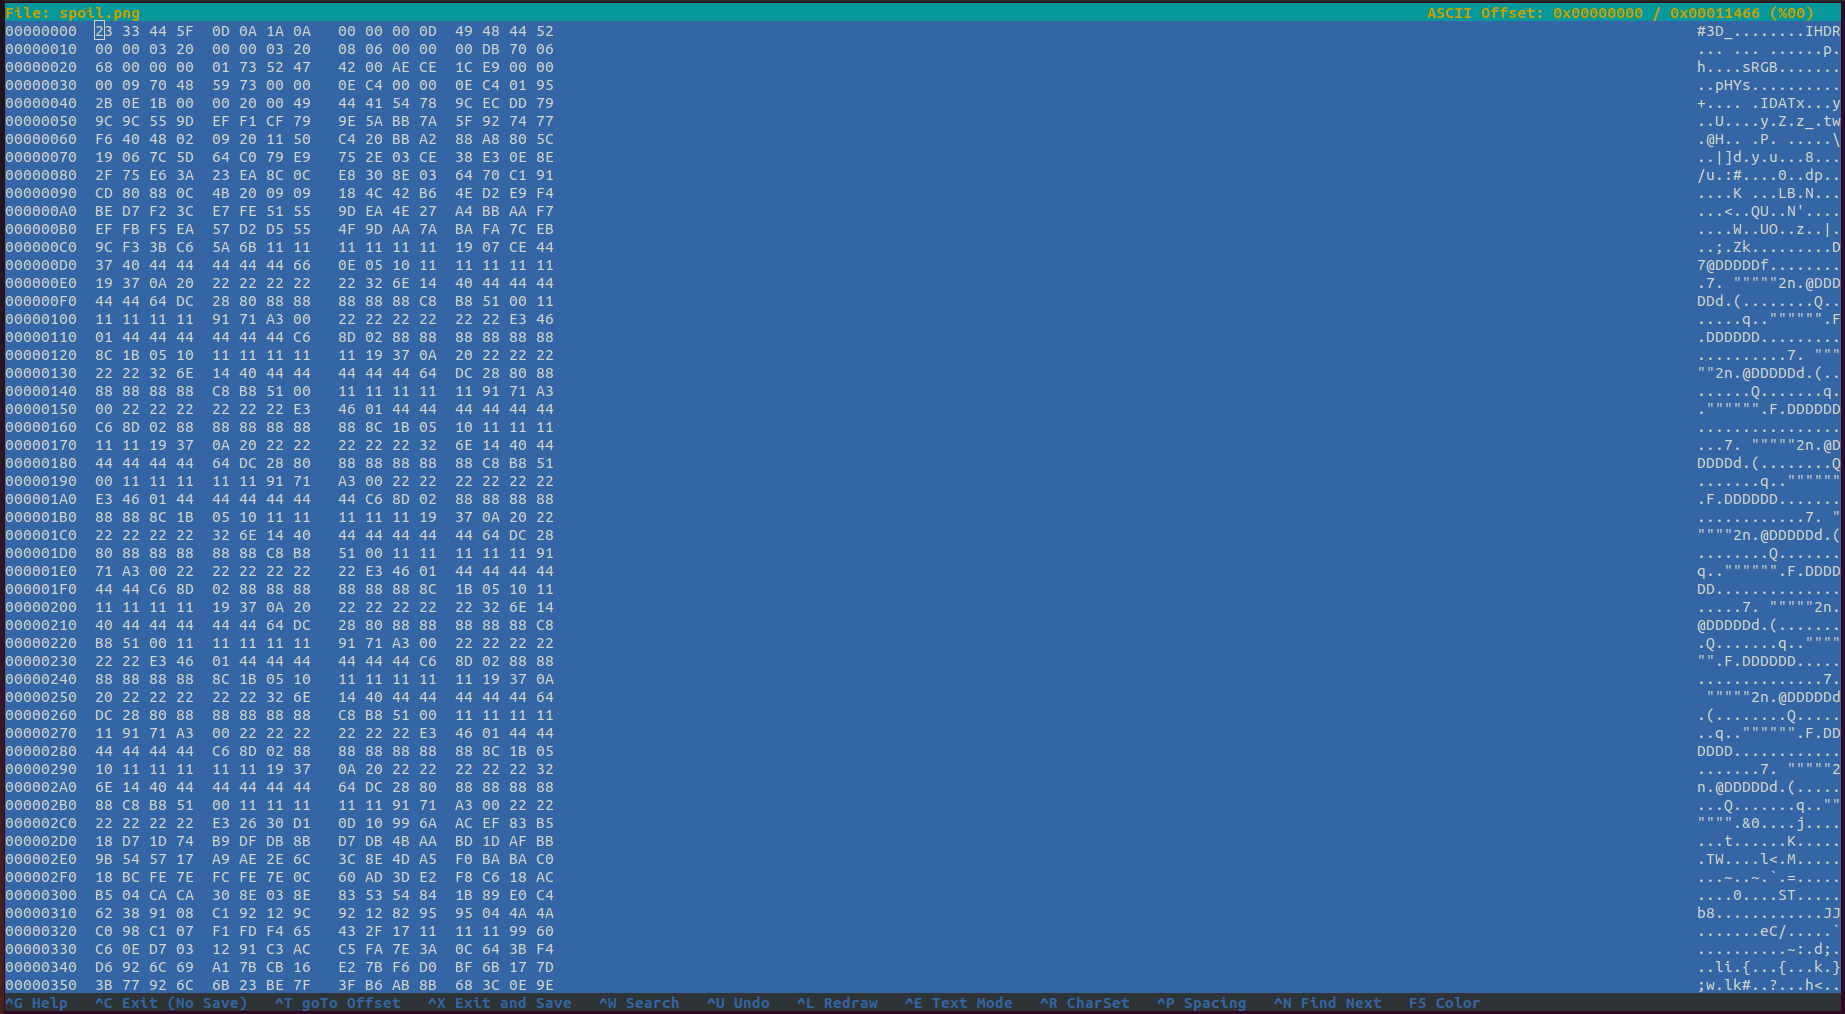 File: spoil.png ASCII Offset: 0x00000000 / 0x00011466 (%00)
00000000 23 33 44 5F 0D 0A 1A 0A 00 00 00 0D 49 48 44 52 #3D_........IHDR
00000010 00 00 03 20 00 00 03 20 08 06 00 00 00 DB 70 06 ... ... ......p.
00000020 68 00 00 00 01 73 52 47 42 00 AE CE 1C E9 00 00 h....sRGB.......
00000030 00 09 70 48 59 73 00 00 0E C4 00 00 0E C4 01 95 ..pHYs..........
00000040 2B 0E 1B 00 00 20 00 49 44 41 54 78 9C EC DD 79 +.... .IDATx...y
00000050 9C 9C 55 9D EF F1 CF 79 9E 5A BB 7A 5F 92 74 77 ..U....y.Z.z_.tw
00000060 F6 40 48 02 09 20 11 50 C4 20 BB A2 88 A8 80 5C .@H.. .P. .....\
00000070 19 06 7C 5D 64 C0 79 E9 75 2E 03 CE 38 E3 0E 8E ..|]d.y.u...8...
00000080 2F 75 E6 3A 23 EA 8C 0C E8 30 8E 03 64 70 C1 91 /u.:#....0..dp..
00000090 CD 80 88 0C 4B 20 09 09 18 4C 42 B6 4E D2 E9 F4 ....K ...LB.N...
000000A0 BE D7 F2 3C E7 FE 51 55 9D EA 4E 27 A4 BB AA F7 ...<..QU..N'....
000000B0 EF FB F5 EA 57 D2 D5 55 4F 9D AA 7A BA FA 7C EB ....W..UO..z..|.
000000C0 9C F3 3B C6 5A 6B 11 11 11 11 11 11 19 07 CE 44 ..;.Zk.........D
000000D0 37 40 44 44 44 44 44 66 0E 05 10 11 11 11 11 11 7@DDDDDf........
000000E0 19 37 0A 20 22 22 22 22 22 32 6E 14 40 44 44 44 .7. """""2n.@DDD
000000F0 44 44 64 DC 28 80 88 88 88 88 88 C8 B8 51 00 11 DDd.(........Q..
00000100 11 11 11 11 91 71 A3 00 22 22 22 22 22 22 E3 46 .....q.."""""".F
00000110 01 44 44 44 44 44 44 C6 8D 02 88 88 88 88 88 88 .DDDDDD.........
00000120 8C 1B 05 10 11 11 11 11 11 19 37 0A 20 22 22 22 ..........7. """
00000130 22 22 32 6E 14 40 44 44 44 44 44 64 DC 28 80 88 ""2n.@DDDDDd.(..
00000140 88 88 88 88 C8 B8 51 00 11 11 11 11 11 91 71 A3 ......Q.......q.
00000150 00 22 22 22 22 22 22 E3 46 01 44 44 44 44 44 44 ."""""".F.DDDDDD
00000160 C6 8D 02 88 88 88 88 88 88 8C 1B 05 10 11 11 11 ................
00000170 11 11 19 37 0A 20 22 22 22 22 22 32 6E 14 40 44 ...7. """""2n.@D
00000180 44 44 44 44 64 DC 28 80 88 88 88 88 88 C8 B8 51 DDDDd.(........Q
00000190 00 11 11 11 11 11 91 71 A3 00 22 22 22 22 22 22 .......q..""""""
000001A0 E3 46 01 44 44 44 44 44 44 C6 8D 02 88 88 88 88 .F.DDDDDD.......
000001B0 88 88 8C 1B 05 10 11 11 11 11 11 19 37 0A 20 22 ............7. "
000001C0 22 22 22 22 32 6E 14 40 44 44 44 44 44 64 DC 28 """"2n.@DDDDDd.(
000001D0 80 88 88 88 88 88 C8 B8 51 00 11 11 11 11 11 91 ........Q.......
000001E0 71 A3 00 22 22 22 22 22 22 E3 46 01 44 44 44 44 q.."""""".F.DDDD
000001F0 44 44 C6 8D 02 88 88 88 88 88 88 8C 1B 05 10 11 DD..............
00000200 11 11 11 11 19 37 0A 20 22 22 22 22 22 32 6E 14 .....7. """""2n.
00000210 40 44 44 44 44 44 64 DC 28 80 88 88 88 88 88 C8 @DDDDDd.(.......
00000220 B8 51 00 11 11 11 11 11 91 71 A3 00 22 22 22 22 .Q.......q..""""
00000230 22 22 E3 46 01 44 44 44 44 44 44 C6 8D 02 88 88 "".F.DDDDDD.....
00000240 88 88 88 88 8C 1B 05 10 11 11 11 11 11 19 37 0A ..............7.
00000250 20 22 22 22 22 22 32 6E 14 40 44 44 44 44 44 64  """""2n.@DDDDDd
00000260 DC 28 80 88 88 88 88 88 C8 B8 51 00 11 11 11 11 .(........Q.....
00000270 11 91 71 A3 00 22 22 22 22 22 22 E3 46 01 44 44 ..q.."""""".F.DD
00000280 44 44 44 44 C6 8D 02 88 88 88 88 88 88 8C 1B 05 DDDD............
00000290 10 11 11 11 11 11 19 37 0A 20 22 22 22 22 22 32 .......7. """""2
000002A0 6E 14 40 44 44 44 44 44 64 DC 28 80 88 88 88 88 n.@DDDDDd.(.....
000002B0 88 C8 B8 51 00 11 11 11 11 11 91 71 A3 00 22 22 ...Q.......q..""
000002C0 22 22 22 22 E3 26 30 D1 0D 10 99 6A AC EF 83 B5 """".&0....j....
000002D0 18 D7 1D 74 B9 DF DB 8B D7 DB 4B AA BD 1D AF BB ...t......K.....
000002E0 9B 54 57 17 A9 AE 2E 6C 3C 8E 4D A5 F0 BA BA C0 .TW....l<.M.....
000002F0 18 BC FE 7E FC FE 7E 0C 60 AD 3D E2 F8 C6 18 AC ...~..~.`.=.....
00000300 B5 04 CA CA 30 8E 03 8E 83 53 54 84 1B 89 E0 C4 ....0....ST.....
00000310 62 38 91 08 C1 92 12 9C 92 12 82 95 95 04 4A 4A b8............JJ
00000320 C0 98 C1 07 F1 FD F4 65 43 2F 17 11 11 11 99 60 .......eC/.....`
00000330 C6 0E D7 03 12 91 C3 AC C5 FA 7E 3A 0C 64 3B F4 ..........~:.d;.
00000340 D6 92 6C 69 A1 7B CB 16 E2 7B F6 D0 BF 6B 17 7D ..li.{...{...k.}
00000350 3B 77 92 6C 6B 23 BE 7F 3F B6 AB 8B 68 3C 0E 9E ;w.lk#..?...h<..
^G Help ^C Exit (No Save) ^T goTo Offset ^X Exit and Save ^W Search ^U Undo ^L Redraw ^E Text Mode ^R CharSet ^P Spacing ^N Find Next F5 Color